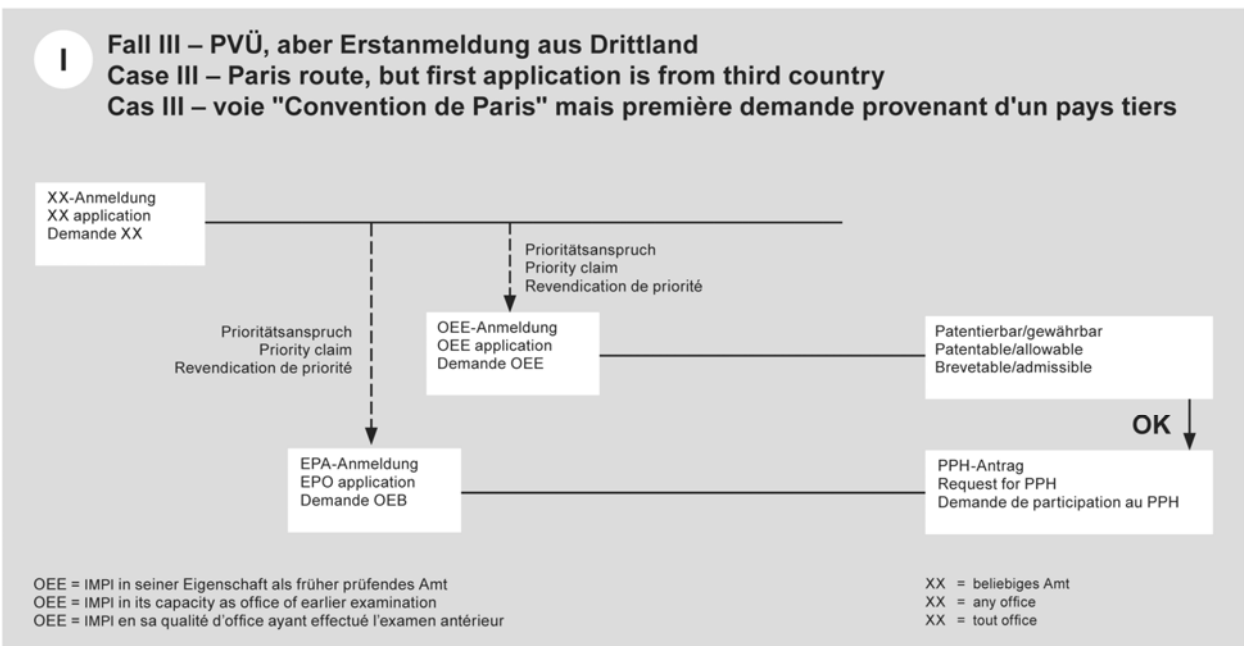 I
Fall III – PVÜ, aber Erstanmeldung aus Drittland
Case III – Paris route, but first application is from third country
Cas III – voie "Convention de Paris" mais première demande provenant d'un pays tiers
XX-Anmeldung
XX application
Demande XX
Prioritätsanspruch
Priority claim
Revendication de priorité
OEE-Anmeldung
OEE application
Demande OEE
Prioritätsanspruch
Priority claim
Revendication de priorité
Patentierbar/gewährbar
Patentable/allowable
Brevetable/admissible
OK
EPA-Anmeldung
EPO application
Demande OEB
PPH-Antrag
Request for PPH
Demande de participation au PPH
OEE = IMPI in seiner Eigenschaft als früher prüfendes Amt
OEE = IMPI in its capacity as office of earlier examination
OEE = IMPI en sa qualité d'office ayant effectué l'examen antérieur
XX = beliebiges Amt
XX = any office
XX = tout office